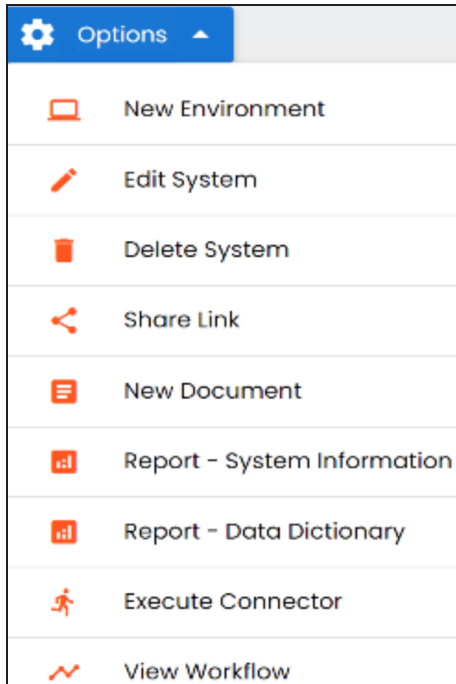 Options
New Environment
Edit System
Delete System
Share Link
New Document
Report - System Information
Report - Data Dictionary
Execute Connector
View Workflow